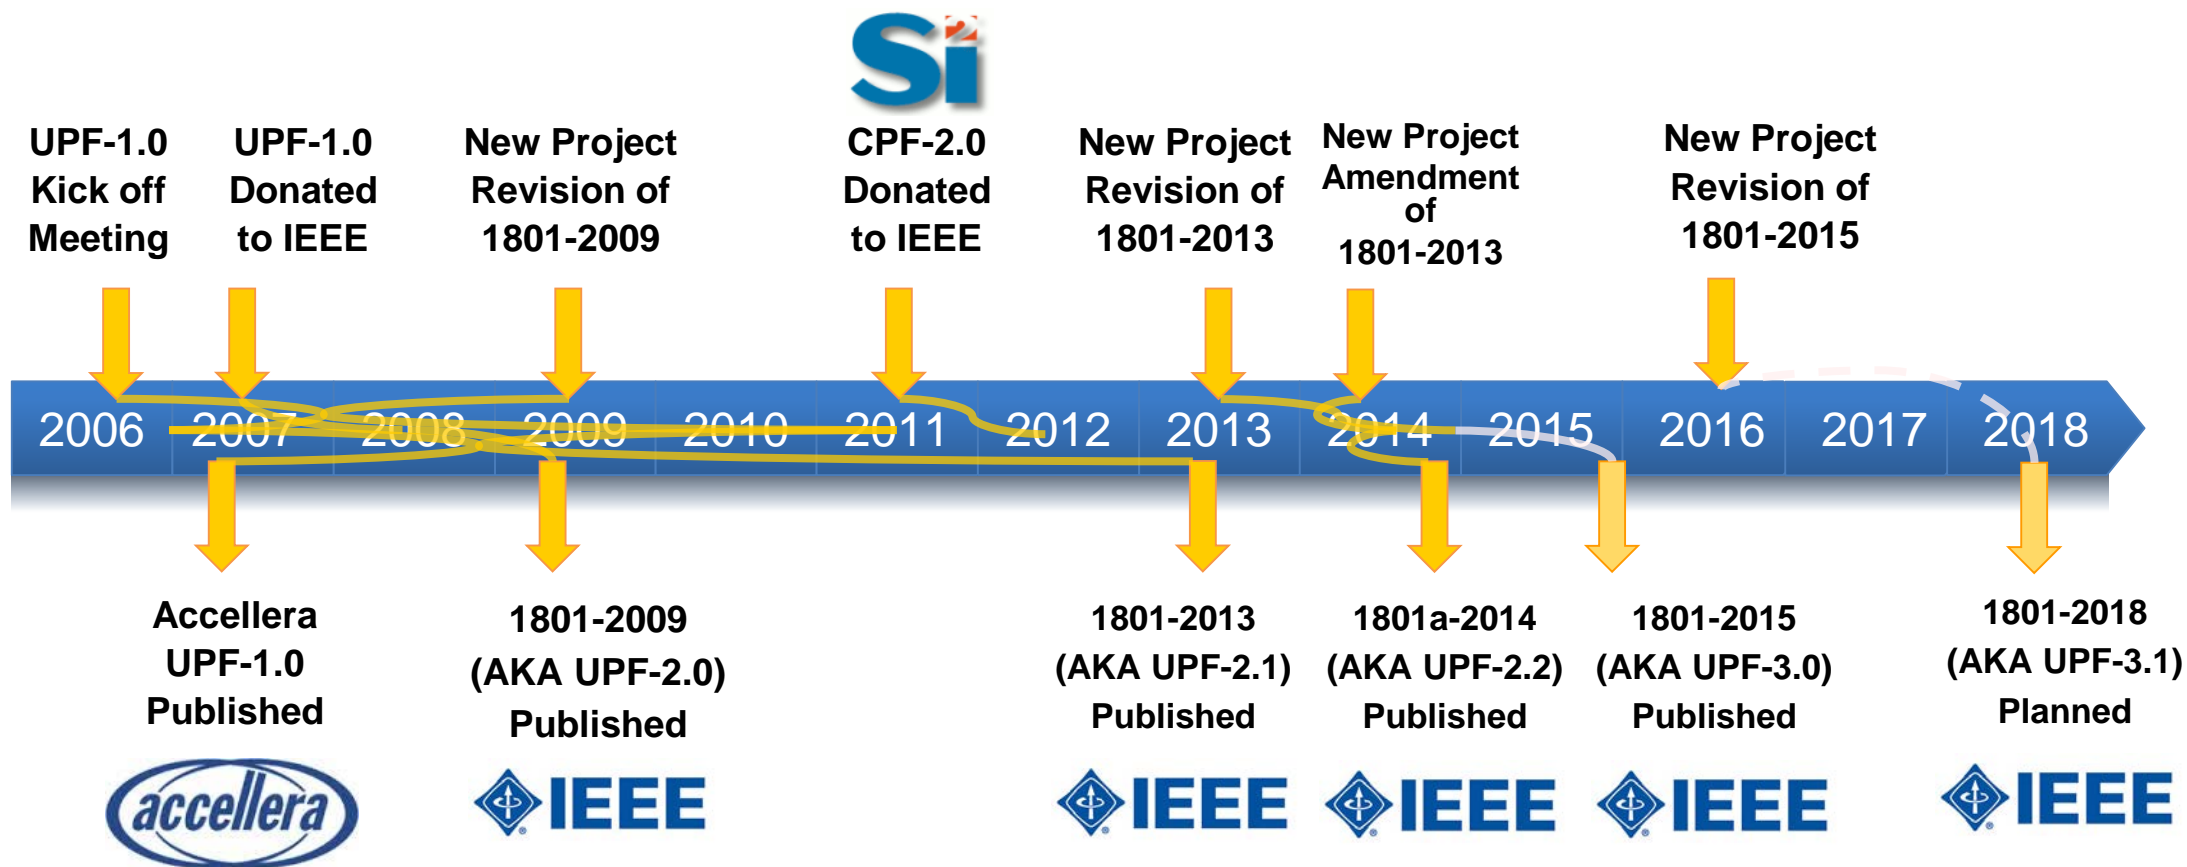 Si2
UPF-1.0
Kick off
Meeting
UPF-1.0
Donated
to IEEE
New Project
Revision of
1801-2009
CPF-2.0
Donated
to IEEE
New Project
Revision of
1801-2013
New Project
Amendment
of
1801-2013
New Project
Revision of
1801-2015
2006 2007 2008 2009 2010 2011 2012 2013 2014 2015 2016 2017 2018
Accellera
UPF-1.0
Published
accellera
1801-2009
(AKA UPF-2.0)
Published
IEEE
1801-2013
(AKA UPF-2.1)
Published
IEEE
1801a-2014
(AKA UPF-2.2)
Published
IEEE
1801-2015
(AKA UPF-3.0)
Published
IEEE
1801-2018
(AKA UPF-3.1)
Planned
IEEE